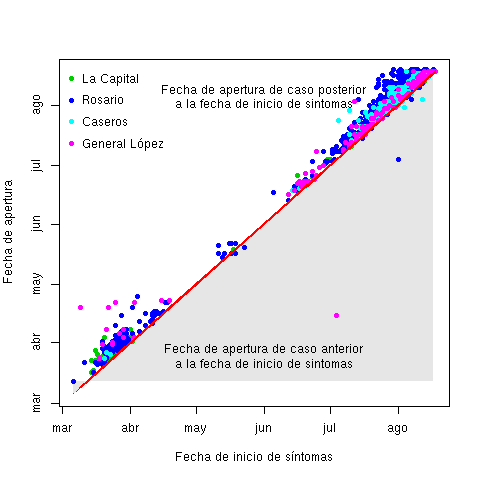 La Capital
Rosario
Caseros
General López
Fecha de apertura de caso posterior
a la fecha de inicio de sintomas
Fecha de apertura de caso anterior
a la fecha de inicio de sintomas
Fecha de apertura
ago
jul
jun
may
abr
mar
mar abr may jun jul ago
Fecha de inicio de síntomas